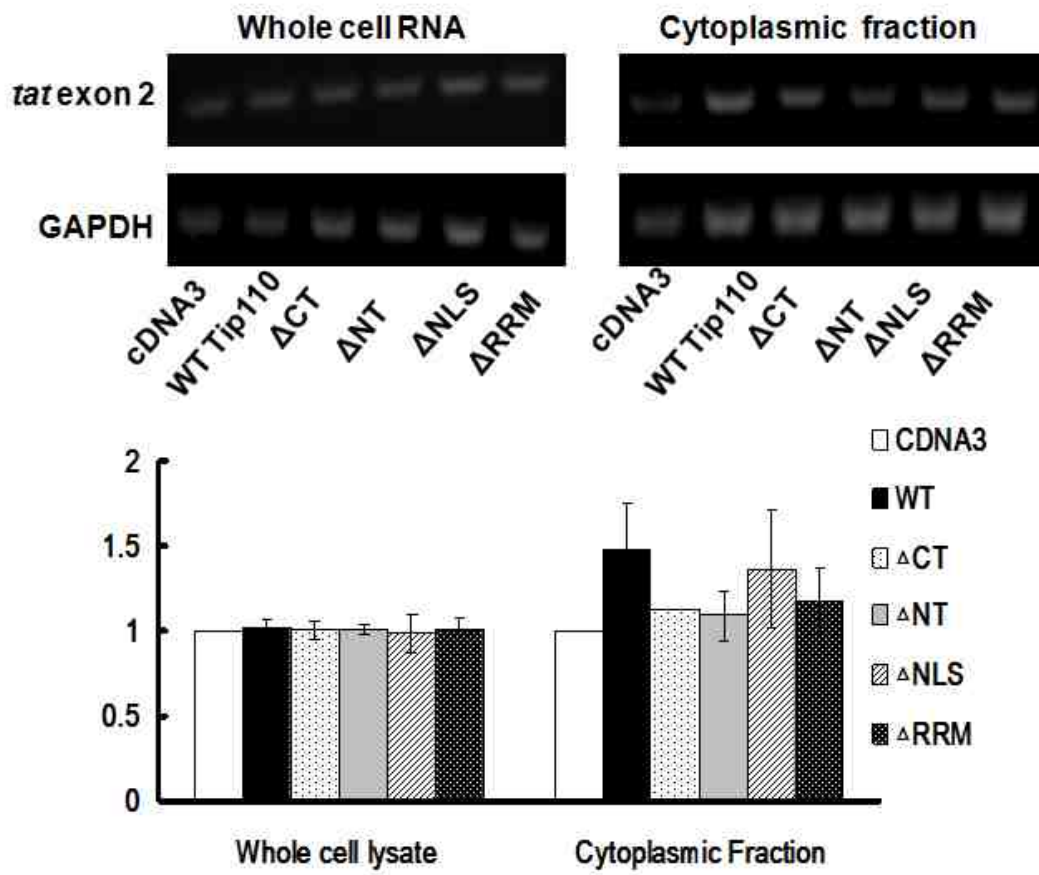 Whole cell RNA
Cytoplasmic fraction
tat exon 2
GAPDH
cDNA3
WT Tip110
ΔCT
ΔNT
ΔNLS
ΔRRM
cDNA3
WT Tip110
ΔCT
ΔNT
ΔNLS
ΔRRM
2
1.5
1
0.5
0
CDNA3
WT
ΔCT
ΔNT
ΔNLS
ΔRRM
Whole cell lysate
Cytoplasmic Fraction